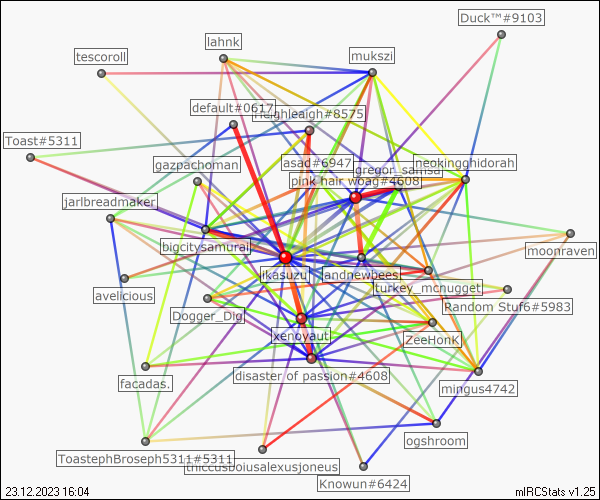 Duck™#9103
lahnk
tescoroll
mukszi
default#0617
Heighleaigh#8575
Toast#5311
gazpachoman
asad#6947
gregor_samsa
neokingghidorah
pink hair woag#4608
jarlbreadmaker
bigcitysamurai
moonraven
ikasuzu
andnewbees
turkey_mcnugget
avelicious
Dogger_Dig
Random Stuf6#5983
xenoyaut
ZeeHonK
facadas.
disaster of passion#4608
mingus4742
ogshroom
ToastephBroseph5311#5311
thiccusboiusalexusjoneus
Knowun#6424
23.12.2023 16:04
mIRCStats v1.25